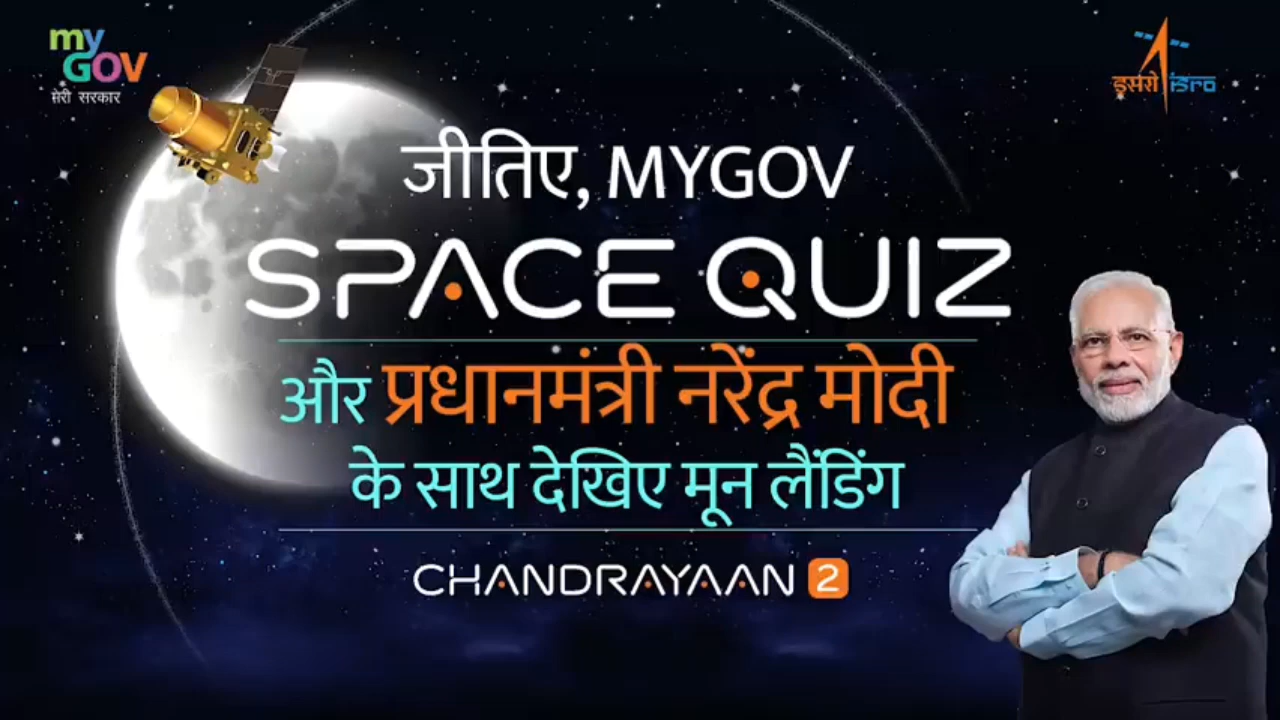 my
GOV
मेरी सरकार
इसरो isro
जीतिए, MYGOV
SPACE QUIZ
और प्रधानमंत्री नरेंद्र मोदी
के साथ देखिए मून लैंडिंग
CHANDRAYAAN 2